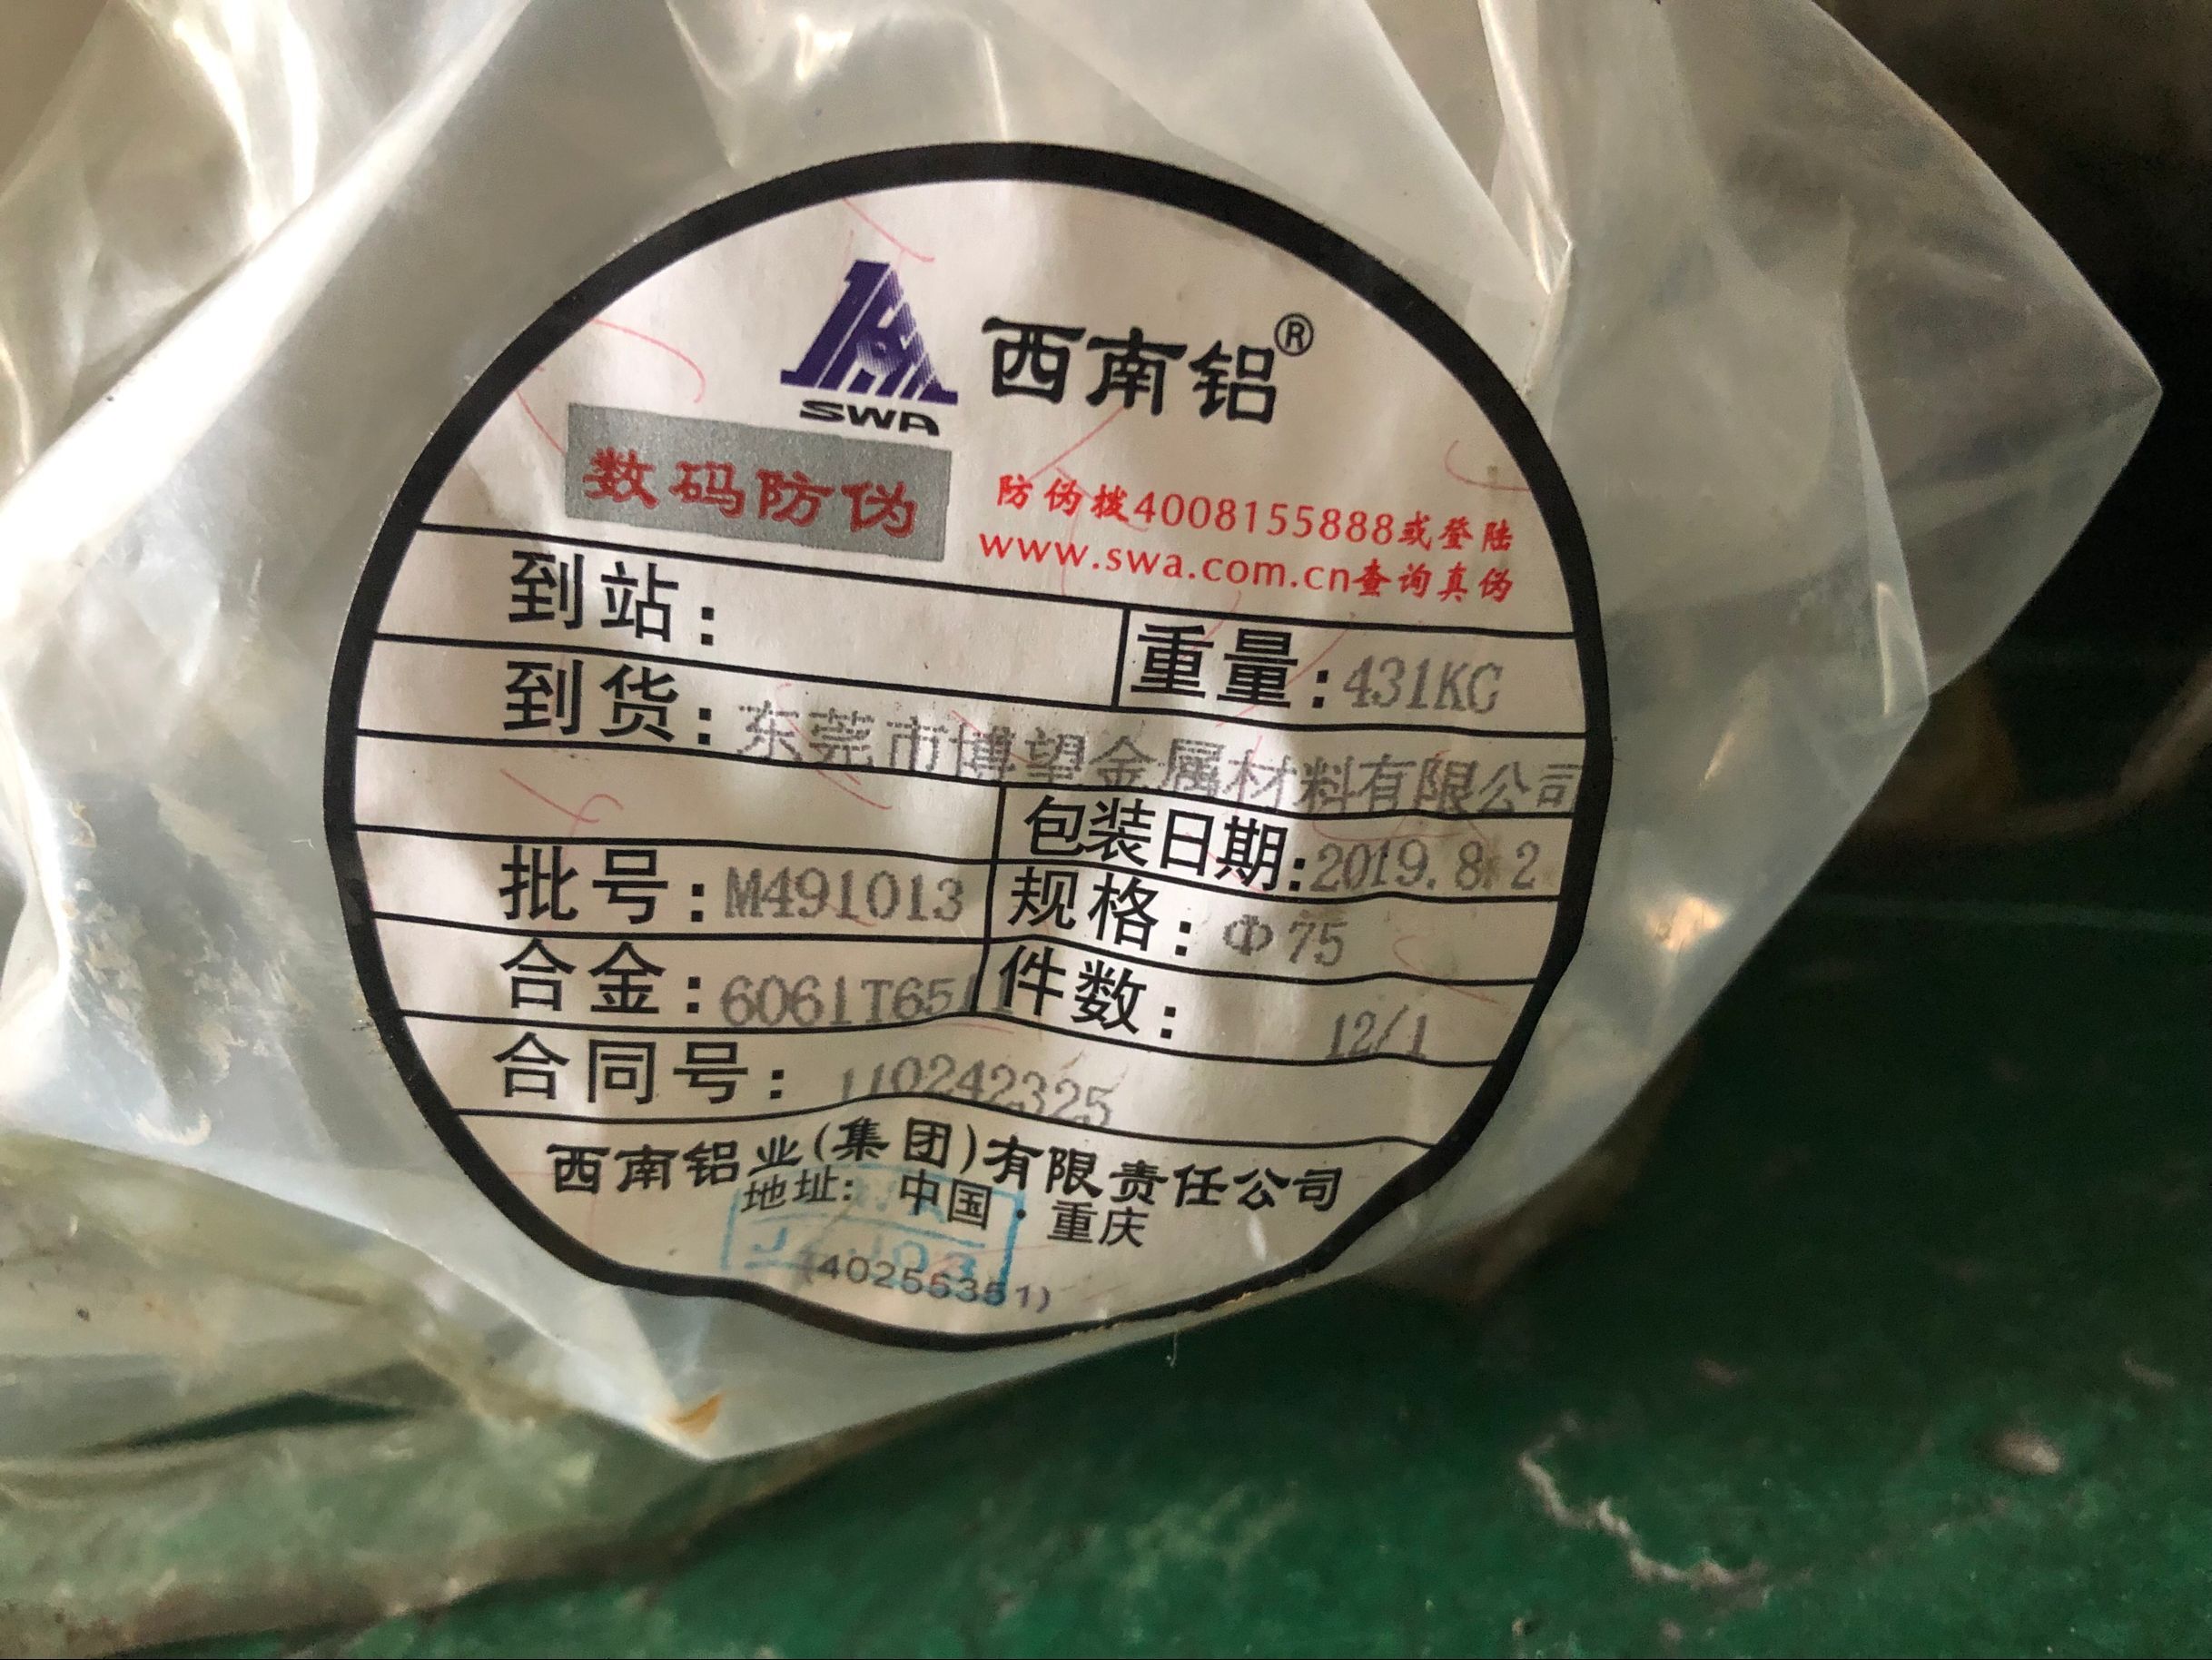 西南铝®
SWA
数码防伪
防伪拨4008155888或登陆
www.swa.com.cn查询真伪
到站:
重量:431KG
到货:东莞市博望金属材料有限公司
包装日期:2019.8.2
批号:M491013
规格:Φ75
合金:6061T6511
件数: 12/1
合同号: 110242325
西南铝业(集团)有限责任公司
地址: 中国·重庆
(40255351)